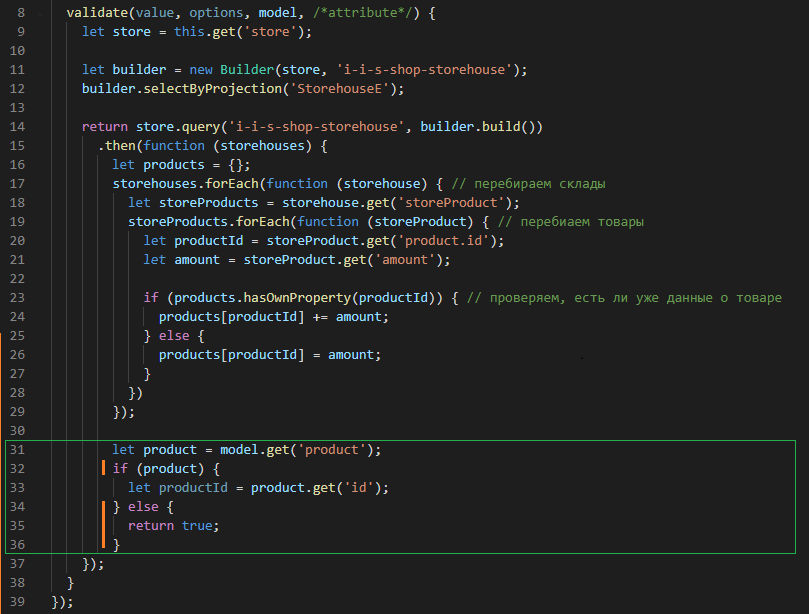 8 validate(value, options, model, /*attribute*/) {
9 let store = this.get('store');
10
11 let builder = new Builder(store, 'i-i-s-shop-storehouse');
12 builder.selectByProjection('StorehouseE');
13
14 return store.query('i-i-s-shop-storehouse', builder.build())
15 .then(function (storehouses) {
16 let products = {};
17 storehouses.forEach(function (storehouse) { // перебираем склады
18 let storeProducts = storehouse.get('storeProduct');
19 storeProducts.forEach(function (storeProduct) { // перебиаем товары
20 let productId = storeProduct.get('product.id');
21 let amount = storeProduct.get('amount');
22
23 if (products.hasOwnProperty(productId)) { // проверяем, есть ли уже данные о товаре
24 products[productId] += amount;
25 } else {
26 products[productId] = amount;
27 }
28 })
29 });
30
31 let product = model.get('product');
32 if (product) {
33 let productId = product.get('id');
34 } else {
35 return true;
36 }
37 });
38 }
39 });